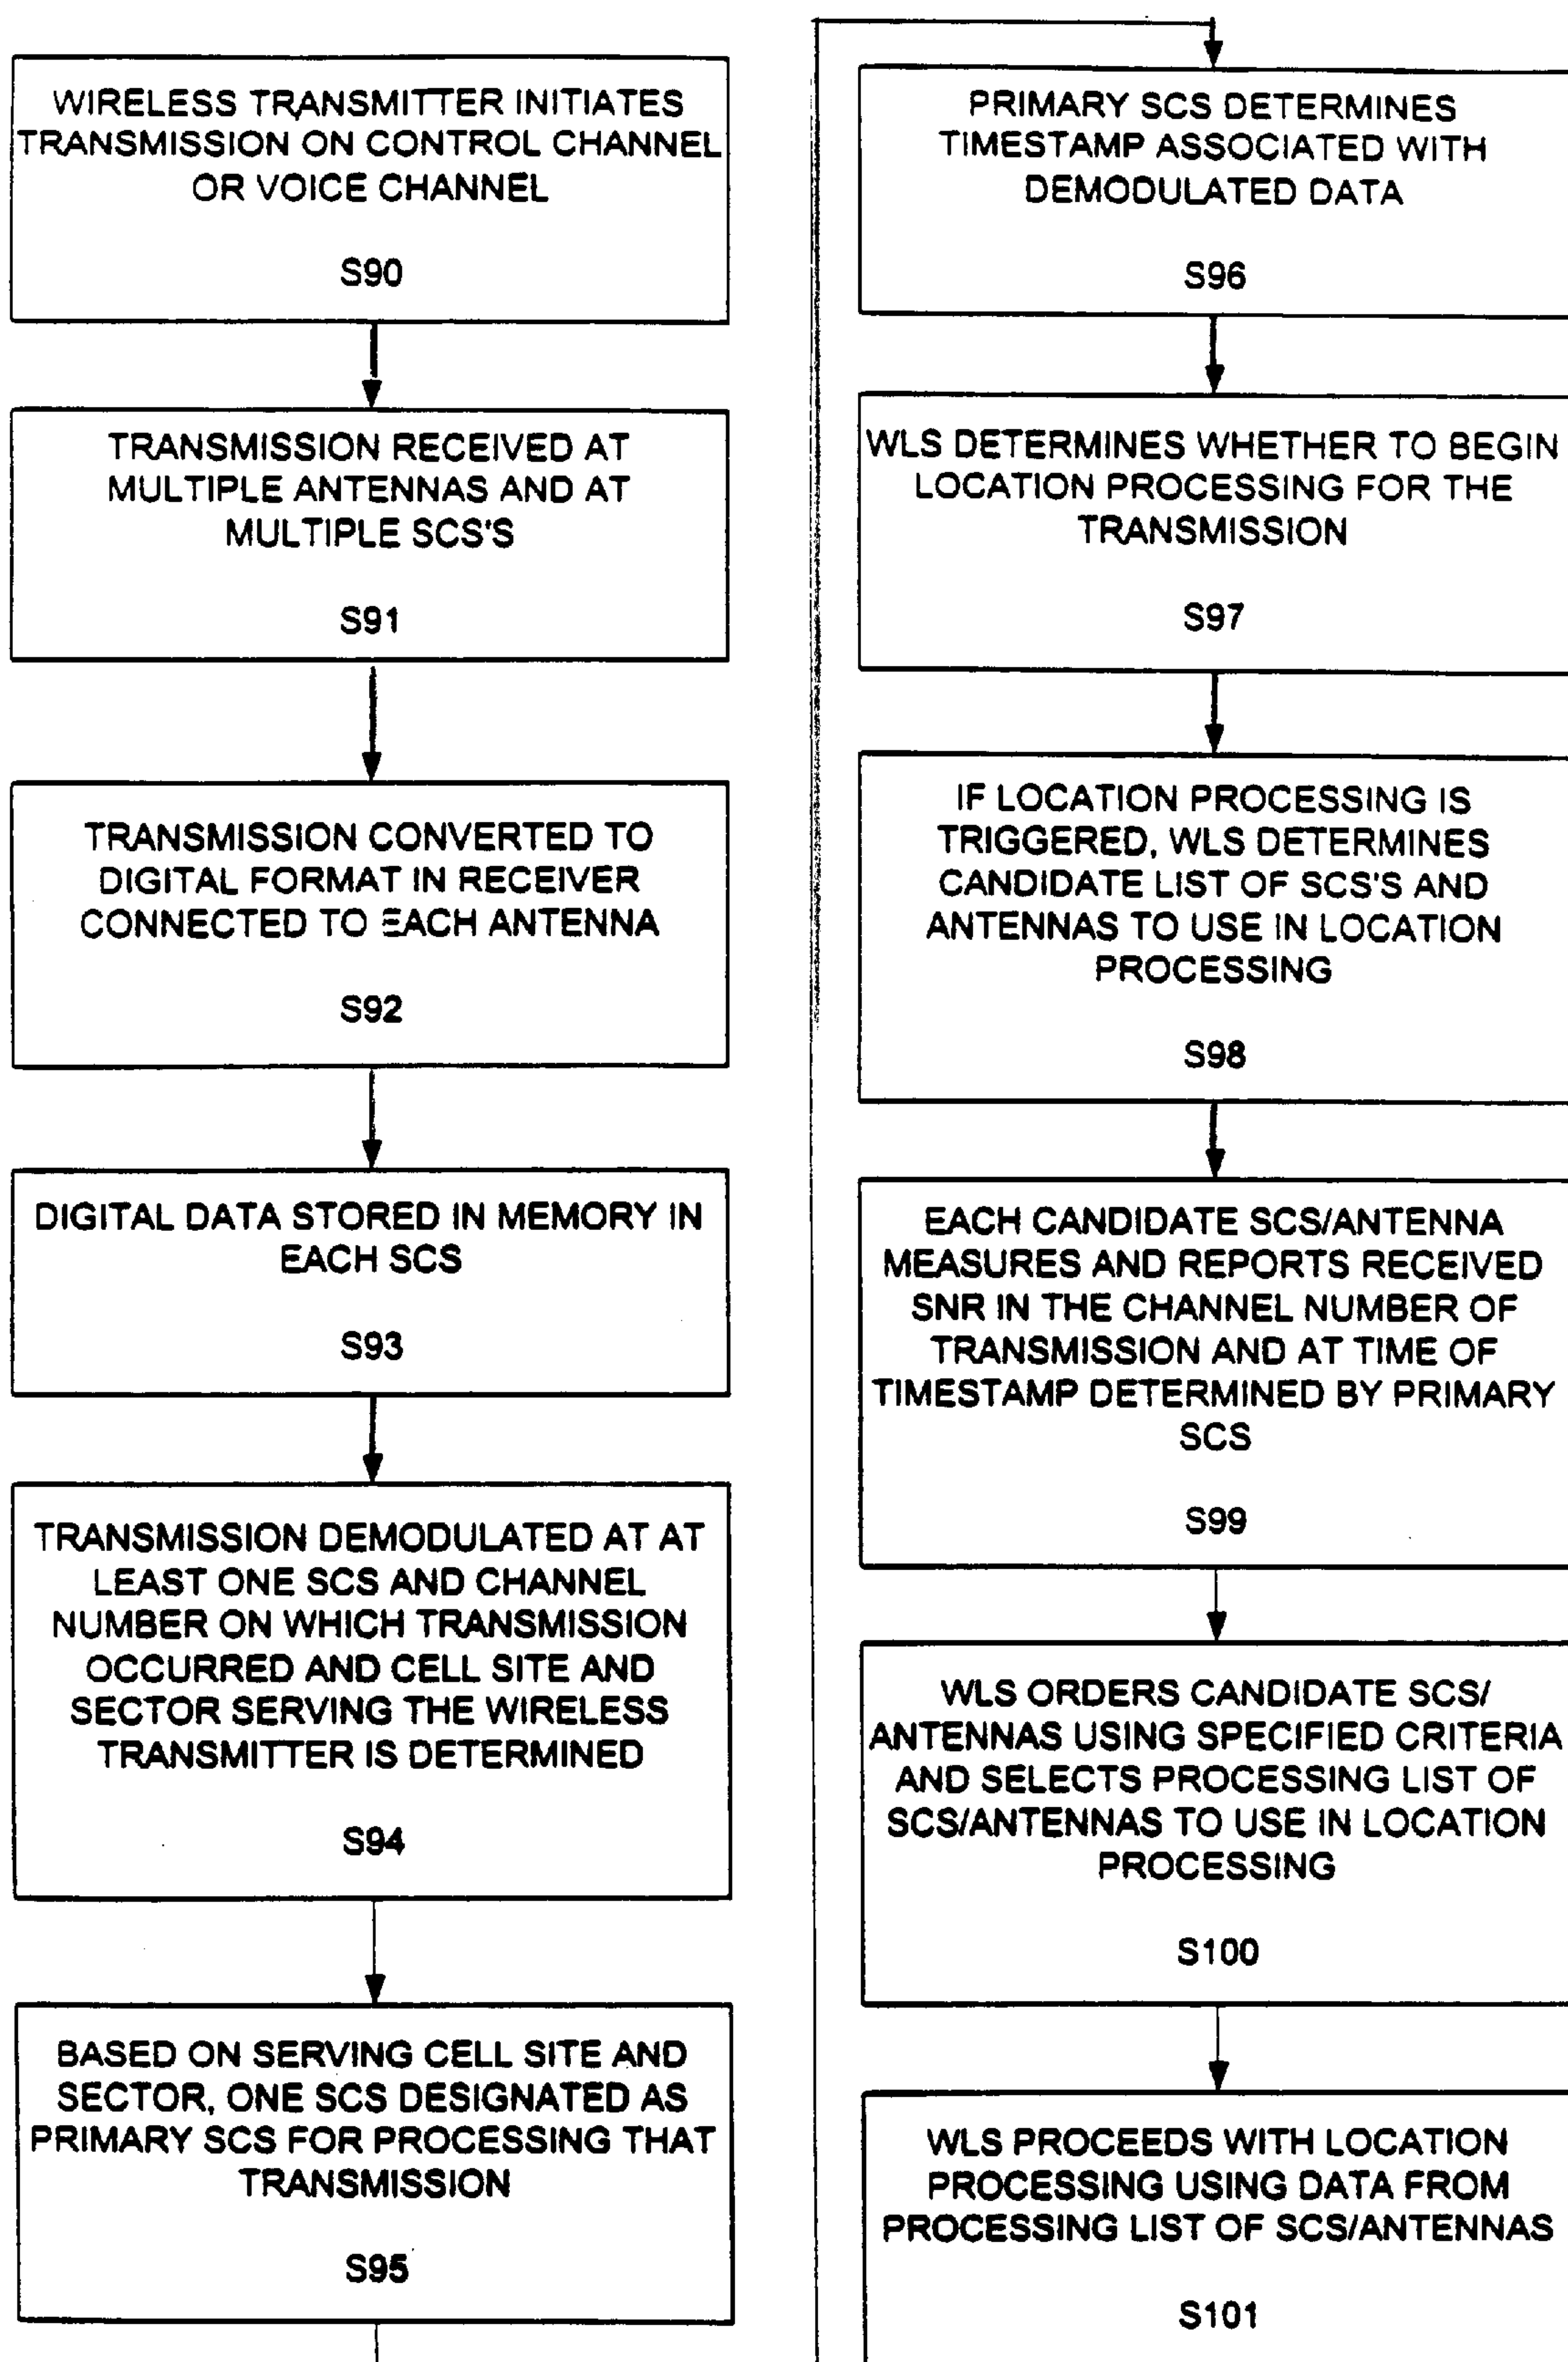 WIRELESS TRANSMITTER INITIATES
TRANSMISSION ON CONTROL CHANNEL
OR VOICE CHANNEL
S90
TRANSMISSION RECEIVED AT
MULTIPLE ANTENNAS AND AT
MULTIPLE SCS'S
S91
TRANSMISSION CONVERTED TO
DIGITAL FORMAT IN RECEIVER
CONNECTED TO EACH ANTENNA
S92
DIGITAL DATA STORED IN MEMORY IN
EACH SCS
S93
TRANSMISSION DEMODULATED AT AT
LEAST ONE SCS AND CHANNEL
NUMBER ON WHICH TRANSMISSION
OCCURRED AND CELL SITE AND
SECTOR SERVING THE WIRELESS
TRANSMITTER IS DETERMINED
S94
BASED ON SERVING CELL SITE AND
SECTOR, ONE SCS DESIGNATED AS
PRIMARY SCS FOR PROCESSING THAT
TRANSMISSION
S95
PRIMARY SCS DETERMINES
TIMESTAMP ASSOCIATED WITH
DEMODULATED DATA
S96
WLS DETERMINES WHETHER TO BEGIN
LOCATION PROCESSING FOR THE
TRANSMISSION
S97
IF LOCATION PROCESSING IS
TRIGGERED, WLS DETERMINES
CANDIDATE LIST OF SCS'S AND
ANTENNAS TO USE IN LOCATION
PROCESSING
S98
EACH CANDIDATE SCS/ANTENNA
MEASURES AND REPORTS RECEIVED
SNR IN THE CHANNEL NUMBER OF
TRANSMISSION AND AT TIME OF
TIMESTAMP DETERMINED BY PRIMARY
SCS
S99
WLS ORDERS CANDIDATE SCS/
ANTENNAS USING SPECIFIED CRITERIA
AND SELECTS PROCESSING LIST OF
SCS/ANTENNAS TO USE IN LOCATION
PROCESSING
S100
WLS PROCEEDS WITH LOCATION
PROCESSING USING DATA FROM
PROCESSING LIST OF SCS/ANTENNAS
S101